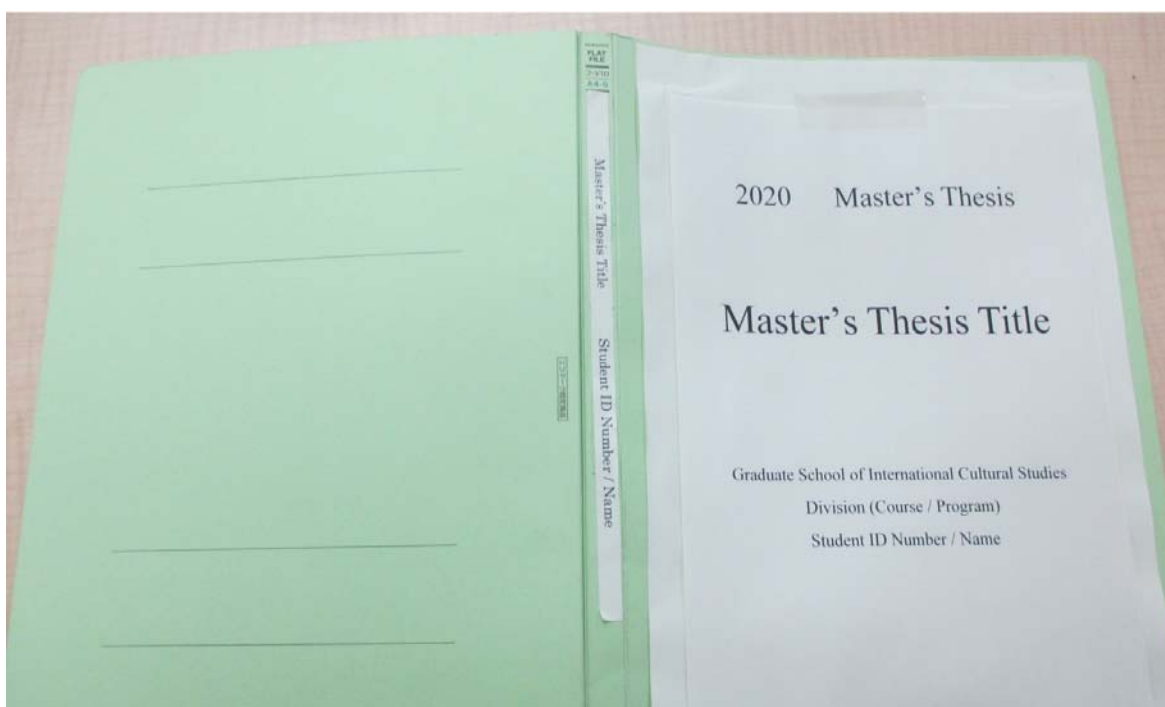 FLAT
FILE
Master's Thesis Title Student ID Number / Name
2020 Master's Thesis
Master's Thesis Title
Graduate School of International Cultural Studies
Division (Course / Program)
Student ID Number / Name